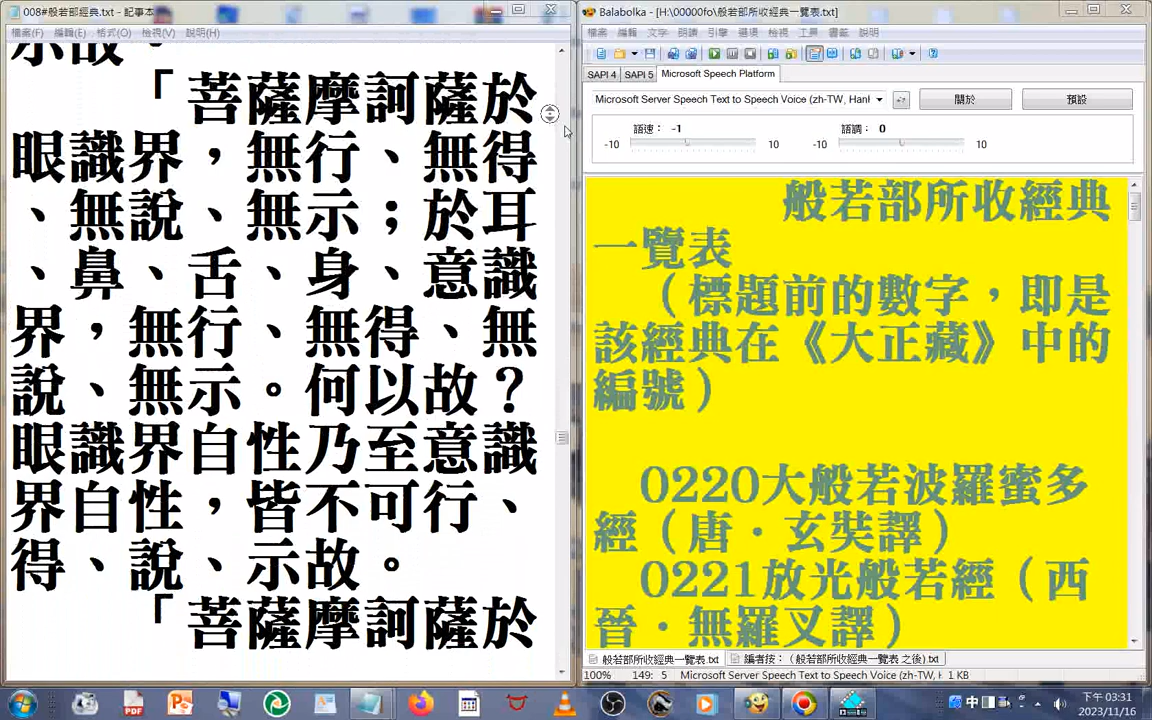 008#般若部經典.txt - 記事本
檔案(F) 編輯(E) 格式(O) 檢視(V) 說明(H)
示故。
「菩薩摩訶薩於
眼識界，無行、無得
、無說、無示；於耳
、鼻、舌、身、意識
界，無行、無得、無
說、無示。何以故？
眼識界自性乃至意識
界自性，皆不可行、
得、說、示故。
「菩薩摩訶薩於
Balabolka - [H:\00000fo\般若部所收經典一覽表.txt]
檔案 編輯 文字 朗讀 引擎 選項 檢視 工具 書籤 說明
SAPI 4 SAPI 5 Microsoft Speech Platform
Microsoft Server Speech Text to Speech Voice (zh-TW, Hanl
關於 預設
語速： -1 語調： 0
-10 10 -10 10
般若部所收經典
一覽表
（標題前的數字，即是
該經典在《大正藏》中的
編號）
0220大般若波羅蜜多
經（唐．玄奘譯）
0221放光般若經（西
晉．無羅叉譯）
般若部所收經典一覽表.txt 編者按：（般若部所收經典一覽表 之後).txt
100% 149: 5 Microsoft Server Speech Text to Speech Voice (zh-TW, H 1 KB
中
下午 03:31
2023/11/16